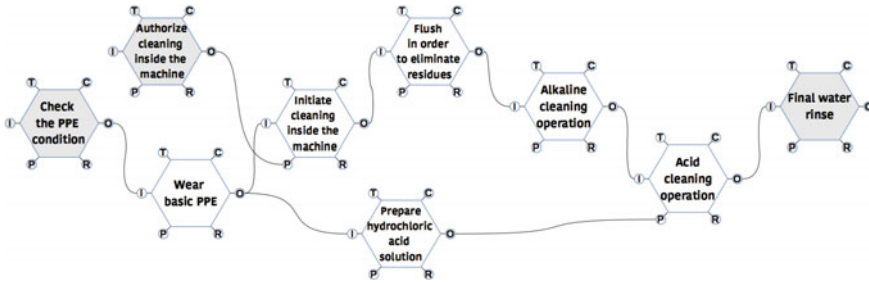 T C
Check
the PPE
condition
I O
P R
T C
Authorize
cleaning
inside the
machine
I O
P R
T C
Wear
basic PPE
I O
P R
T C
Initiate
cleaning
inside the
machine
I O
P R
T C
Flush
in order
to eliminate
residues
I O
P R
T C
Prepare
hydrochloric
acid
solution
I O
P R
T C
Alkaline
cleaning
operation
I O
P R
T C
Acid
cleaning
operation
I O
P R
T C
Final water
rinse
I O
P R